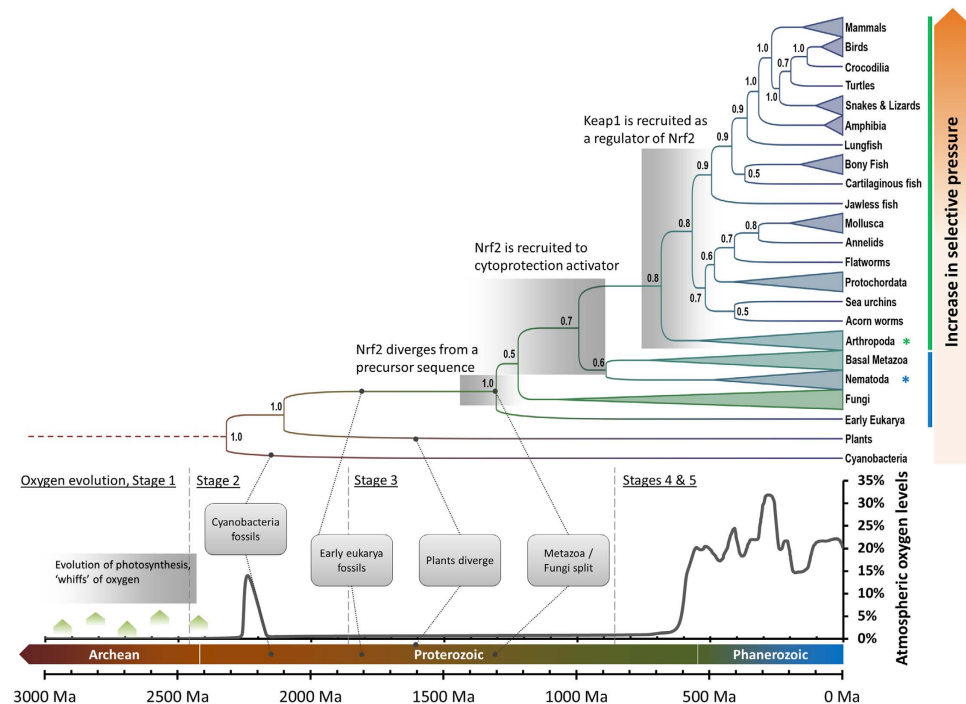 Mammals
Birds
Crocodilia
Turtles
Snakes & Lizards
Amphibia
Lungfish
Bony Fish
Cartilaginous fish
Jawless fish
Mollusca
Annelids
Flatworms
Protochordata
Sea urchins
Acorn worms
Arthropoda *
Basal Metazoa
Nematoda *
Fungi
Early Eukarya
Plants
Cyanobacteria
Increase in selective pressure
1.0
1.0
0.7
1.0
1.0
0.9
0.9
0.5
0.9
0.8
0.8
0.7
0.6
0.7
0.5
0.8
0.7
0.6
0.5
1.0
1.0
1.0
Keap1 is recruited as
a regulator of Nrf2
Nrf2 is recruited to
cytoprotection activator
Nrf2 diverges from a
precursor sequence
Oxygen evolution, Stage 1
Stage 2
Stage 3
Stages 4 & 5
Cyanobacteria
fossils
Early eukarya
fossils
Plants diverge
Metazoa /
Fungi split
Evolution of photosynthesis,
‘whiffs’ of oxygen
35%
30%
25%
20%
15%
10%
5%
0%
Atmospheric oxygen levels
Archean
Proterozoic
Phanerozoic
3000 Ma
2500 Ma
2000 Ma
1500 Ma
1000 Ma
500 Ma
0 Ma